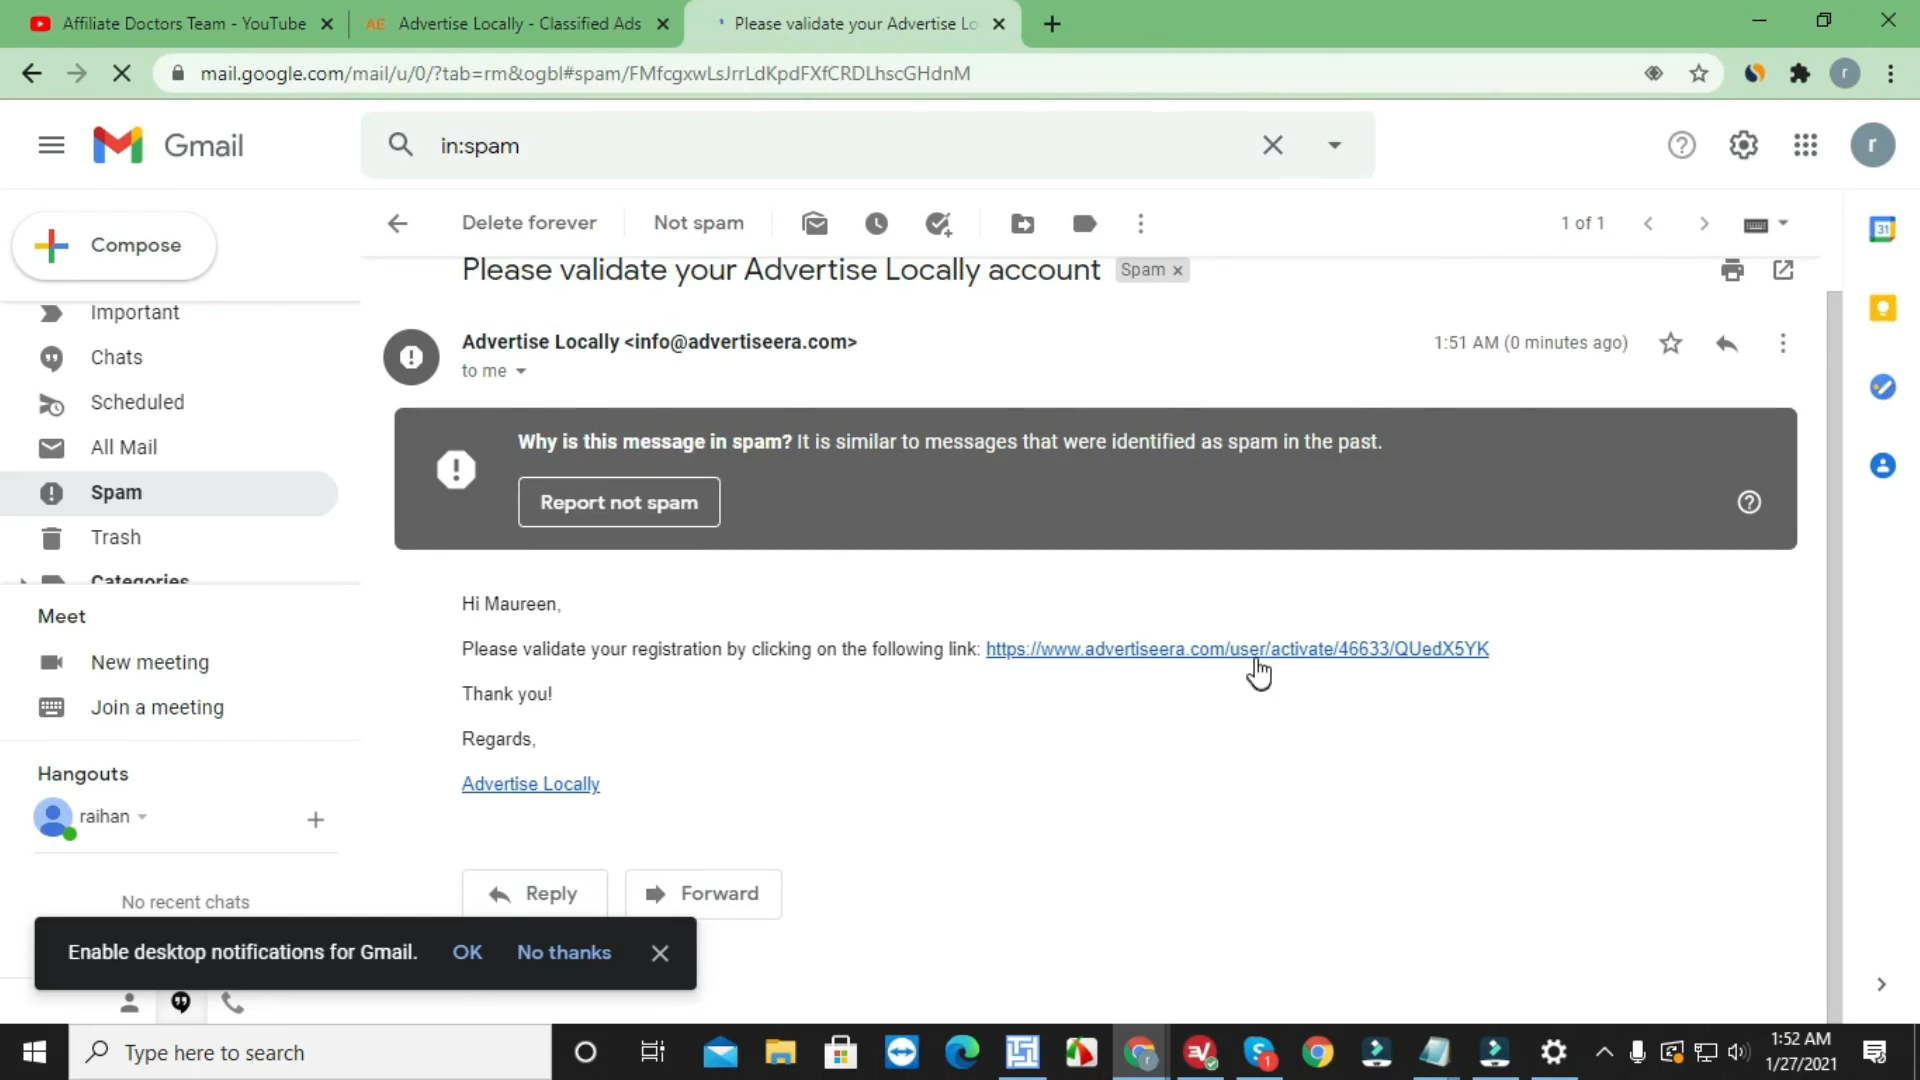 Affiliate Doctors Team - YouTube
AE Advertise Locally - Classified Ads
Please validate your Advertise Lo
mail.google.com/mail/u/0/?tab=rm&ogbl#spam/FMfcgxwLsJrrLdKpdFXfCRDLhscGHdnM
r
Gmail
in:spam
r
Compose
Delete forever
Not spam
1 of 1
31
Please validate your Advertise Locally account
Spam x
Important
Chats
Scheduled
All Mail
Spam
Trash
Categories
Advertise Locally <info@advertiseera.com>
1:51 AM (0 minutes ago)
to me
Why is this message in spam? It is similar to messages that were identified as spam in the past.
Report not spam
Hi Maureen,
Please validate your registration by clicking on the following link: https://www.advertiseera.com/user/activate/46633/QUedX5YK
Thank you!
Regards,
Advertise Locally
Meet
New meeting
Join a meeting
Hangouts
raihan
No recent chats
Reply
Forward
Enable desktop notifications for Gmail.
OK
No thanks
Type here to search
1
1:52 AM
1/27/2021